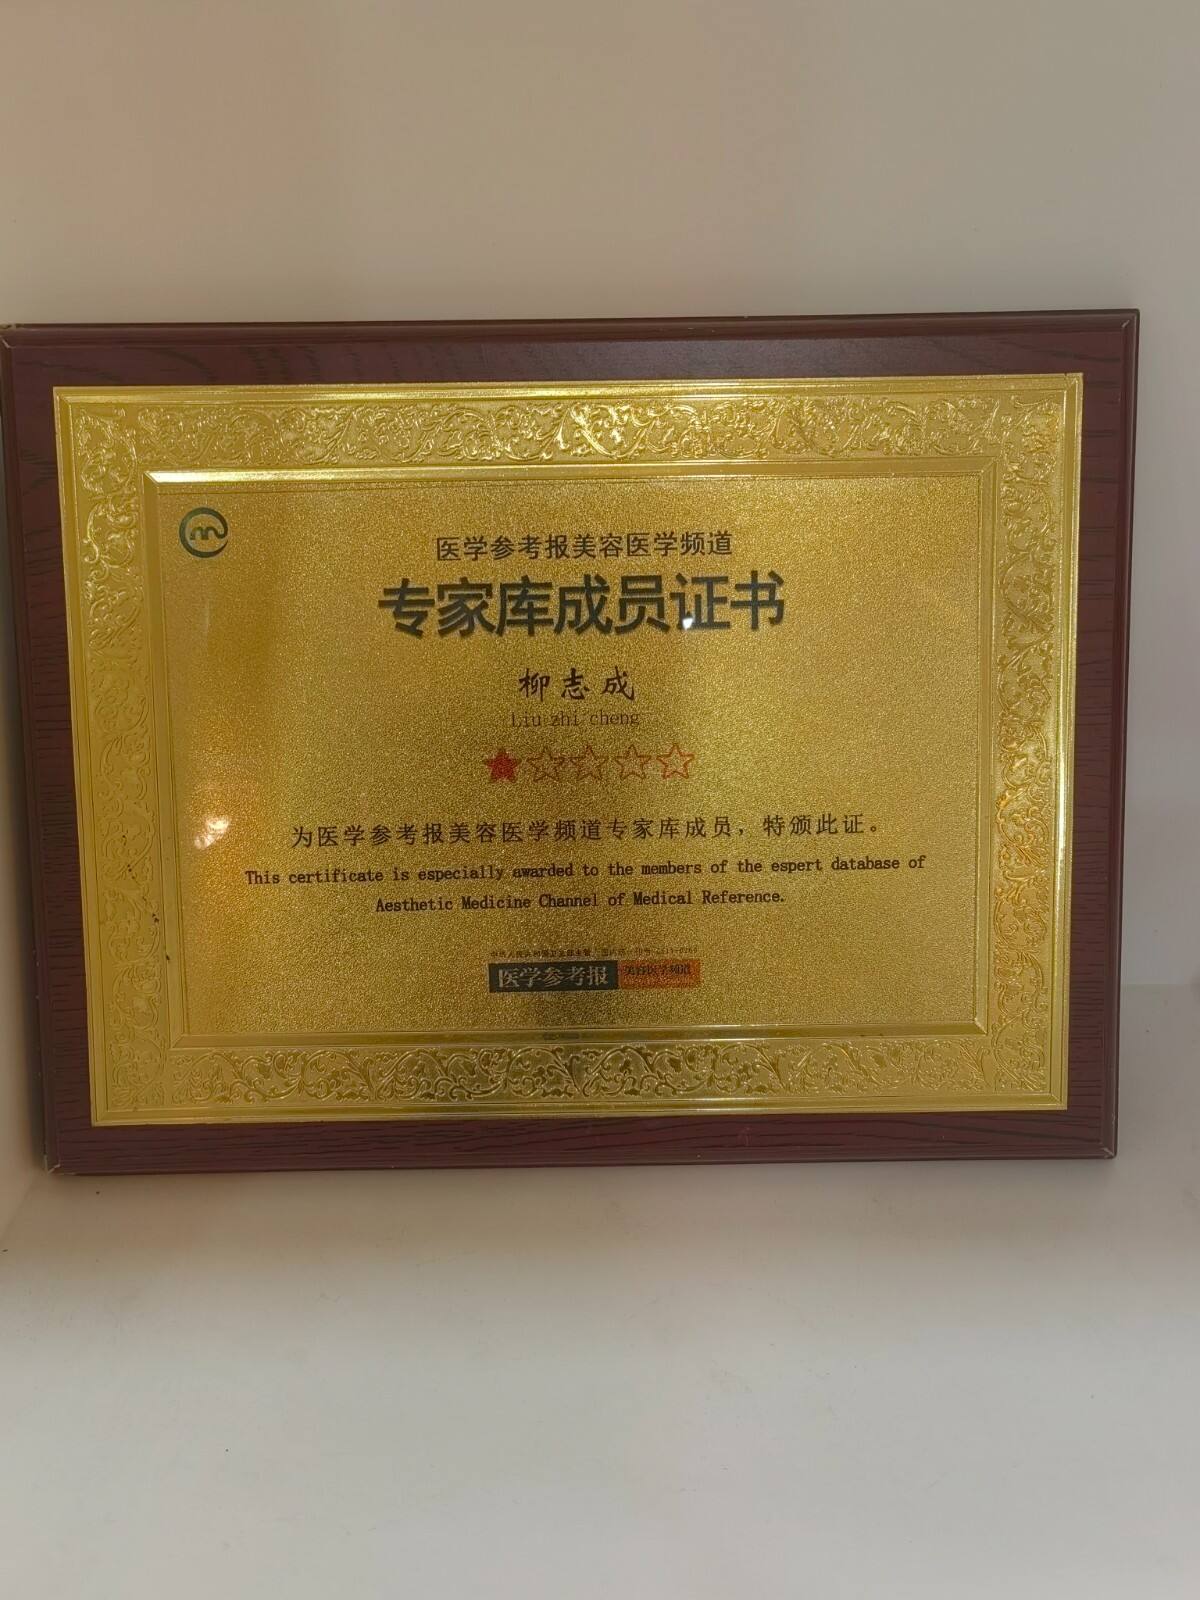 医学参考报美容医学频道
专家库成员证书
柳志成
Liu zhi cheng
为医学参考报美容医学频道专家库成员，特颁此证。
This certificate is especially awarded to the members of the espert database of
Aesthetic Medicine Channel of Medical Reference.
医学参考报 美容医学频道